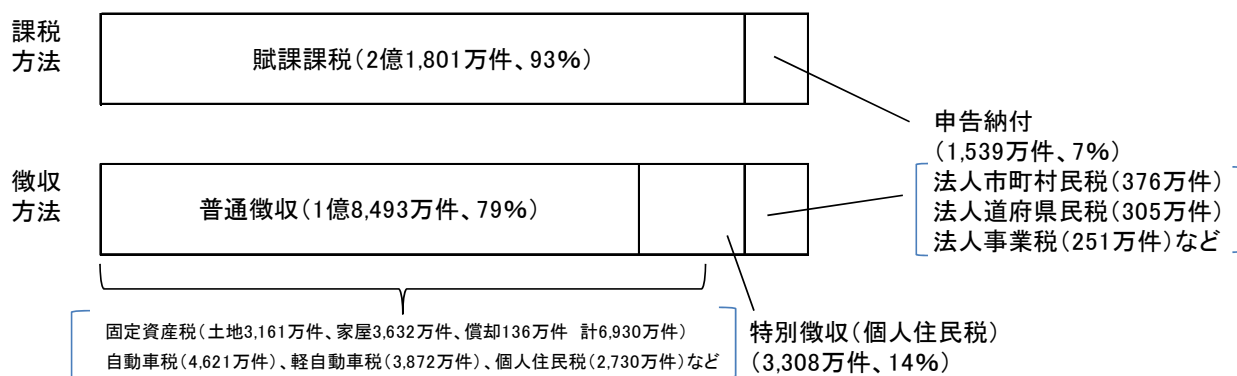 課税
方法
賦課課税(2億1,801万件、93%)
申告納付
(1,539万件、7%)
法人市町村民税(376万件)
法人道府県民税(305万件)
法人事業税(251万件)など
徴収
方法
普通徴収(1億8,493万件、79%)
固定資産税(土地3,161万件、家屋3,632万件、償却136万件 計6,930万件)
自動車税(4,621万件)、軽自動車税(3,872万件)、個人住民税(2,730万件)など
特別徴収(個人住民税)
(3,308万件、14%)